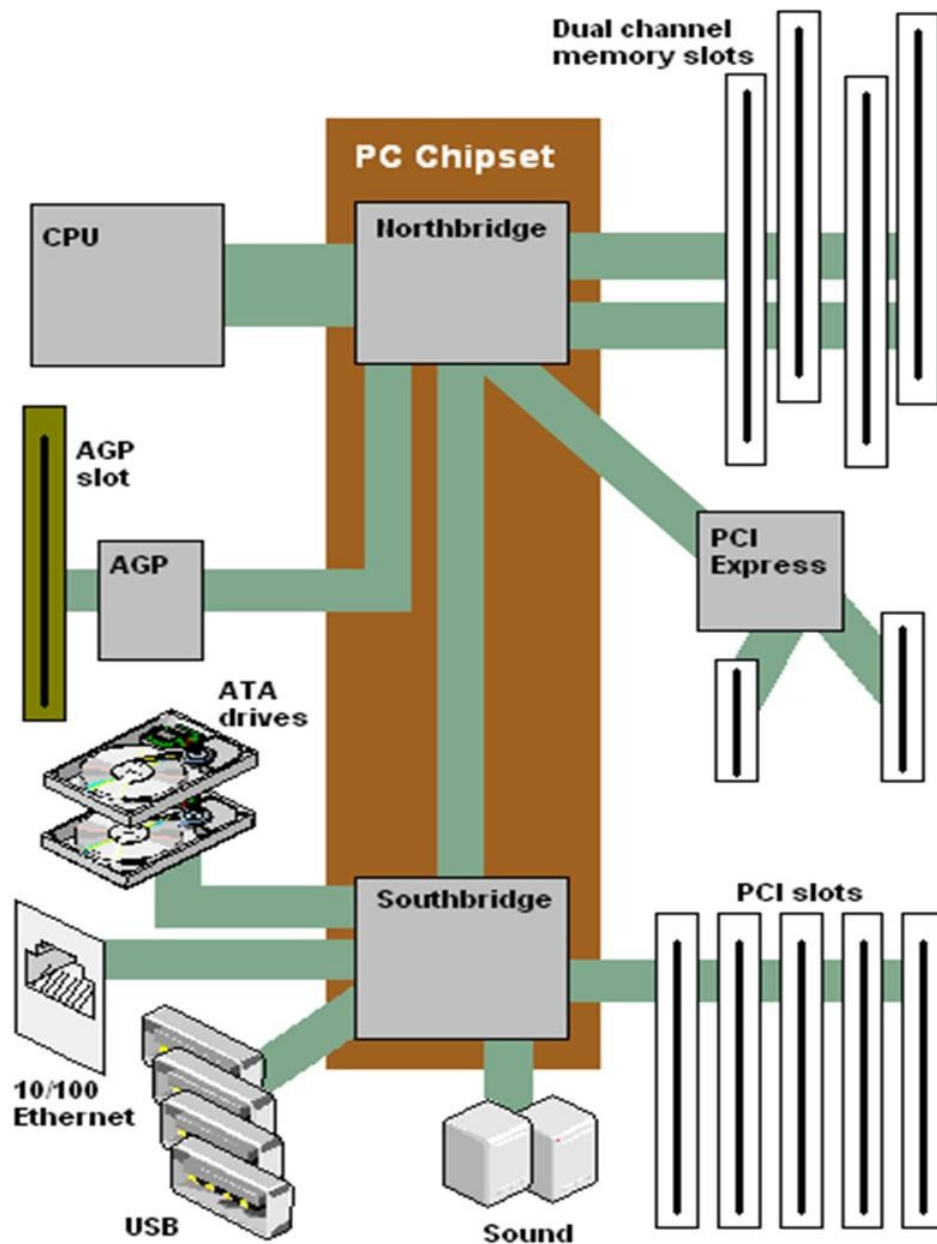 Dual channel
memory slots
PC Chipset
CPU
Northbridge
AGP
slot
AGP
PCI
Express
ATA
drives
Southbridge
PCI slots
10/100
Ethernet
USB
Sound